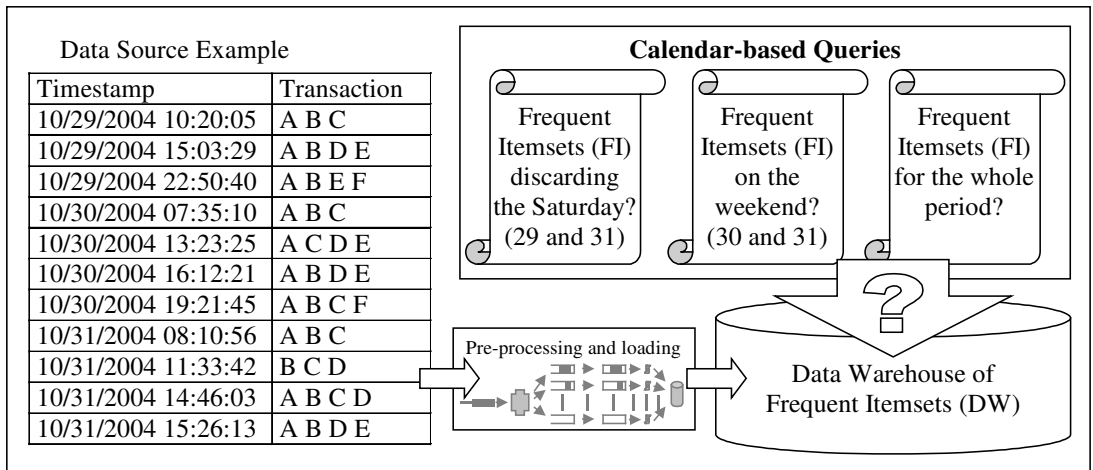 Data Source Example
Timestamp Transaction
10/29/2004 10:20:05 A B C
10/29/2004 15:03:29 A B D E
10/29/2004 22:50:40 A B E F
10/30/2004 07:35:10 A B C
10/30/2004 13:23:25 A C D E
10/30/2004 16:12:21 A B D E
10/30/2004 19:21:45 A B C F
10/31/2004 08:10:56 A B C
10/31/2004 11:33:42 B C D
10/31/2004 14:46:03 A B C D
10/31/2004 15:26:13 A B D E
Calendar-based Queries
Frequent
Itemsets (FI)
discarding
the Saturday?
(29 and 31)
Frequent
Itemsets (FI)
on the
weekend?
(30 and 31)
Frequent
Itemsets (FI)
for the whole
period?
?
Pre-processing and loading
Data Warehouse of
Frequent Itemsets (DW)